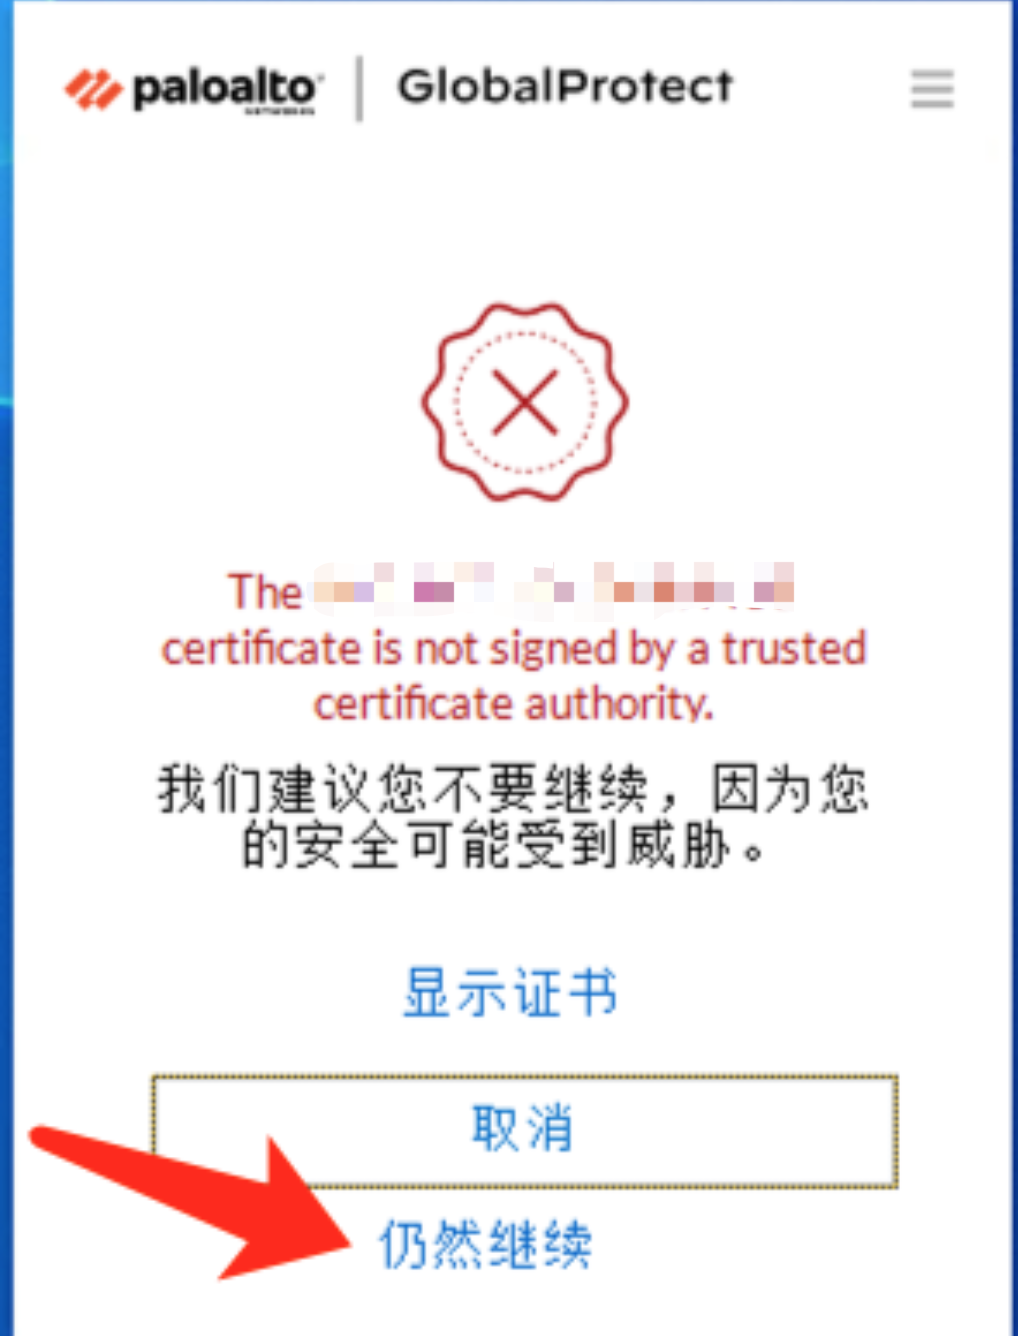 paloalto NETWORKS | GlobalProtect
The
certificate is not signed by a trusted
certificate authority.
我们建议您不要继续，因为您
的安全可能受到威胁。
显示证书
取消
仍然继续